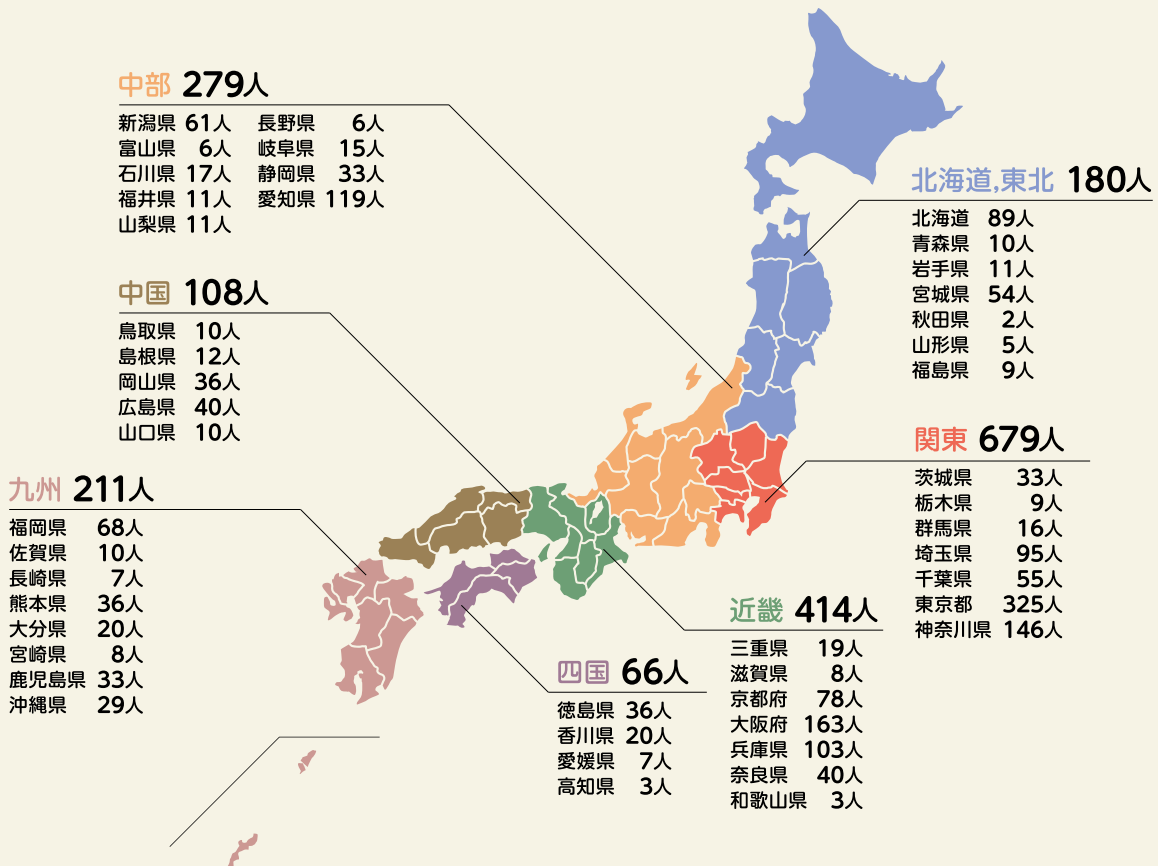 中部 279人
新潟県 61人 長野県 6人
富山県 6人 岐阜県 15人
石川県 17人 静岡県 33人
福井県 11人 愛知県 119人
山梨県 11人
北海道,東北 180人
北海道 89人
青森県 10人
岩手県 11人
宮城県 54人
秋田県 2人
山形県 5人
福島県 9人
中国 108人
鳥取県 10人
島根県 12人
岡山県 36人
広島県 40人
山口県 10人
関東 679人
茨城県 33人
栃木県 9人
群馬県 16人
埼玉県 95人
千葉県 55人
東京都 325人
神奈川県 146人
九州 211人
福岡県 68人
佐賀県 10人
長崎県 7人
熊本県 36人
大分県 20人
宮崎県 8人
鹿児島県 33人
沖縄県 29人
近畿 414人
三重県 19人
滋賀県 8人
京都府 78人
大阪府 163人
兵庫県 103人
奈良県 40人
和歌山県 3人
四国 66人
徳島県 36人
香川県 20人
愛媛県 7人
高知県 3人